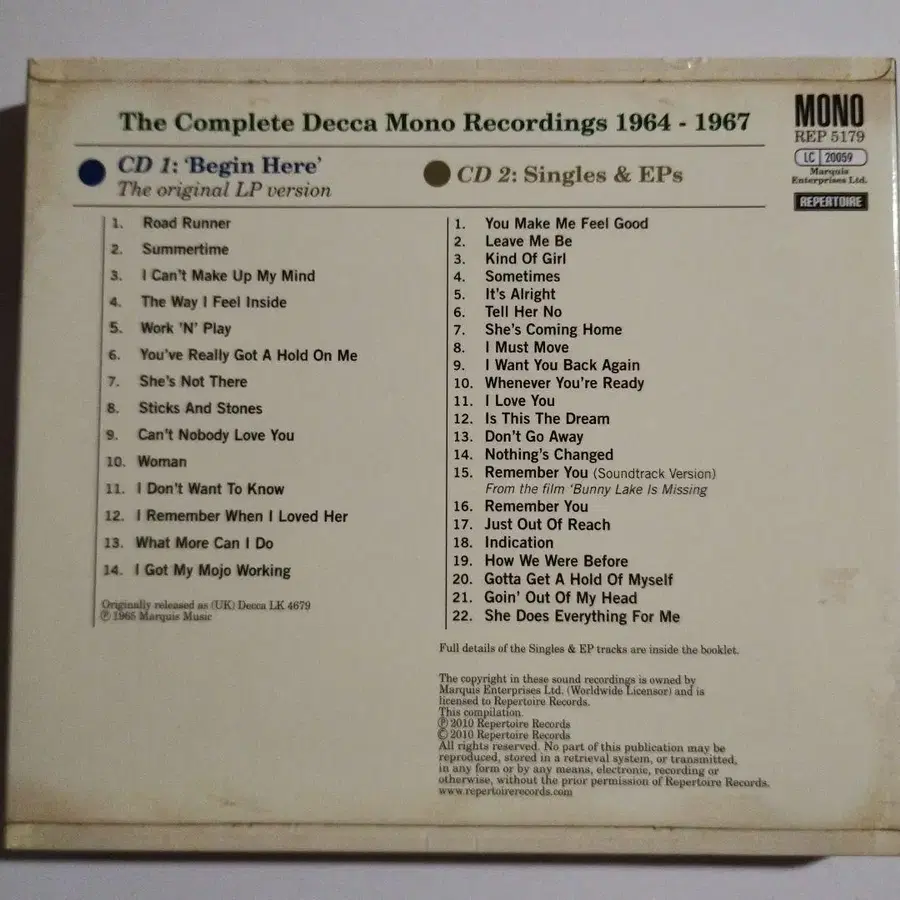 The Complete Decca Mono Recordings 1964 - 1967
MONO
REP 5179
LC 20059
Marquis
Enterprises Ltd.
REPERTOIRE
CD 1: ‘Begin Here’
The original LP version
1. Road Runner
2. Summertime
3. I Can't Make Up My Mind
4. The Way I Feel Inside
5. Work 'N' Play
6. You've Really Got A Hold On Me
7. She's Not There
8. Sticks And Stones
9. Can't Nobody Love You
10. Woman
11. I Don't Want To Know
12. I Remember When I Loved Her
13. What More Can I Do
14. I Got My Mojo Working
Originally released as (UK) Decca LK 4679
℗ 1965 Marquis Music
CD 2: Singles & EPs
1. You Make Me Feel Good
2. Leave Me Be
3. Kind Of Girl
4. Sometimes
5. It's Alright
6. Tell Her No
7. She's Coming Home
8. I Must Move
9. I Want You Back Again
10. Whenever You're Ready
11. I Love You
12. Is This The Dream
13. Don't Go Away
14. Nothing's Changed
15. Remember You (Soundtrack Version)
From the film ‘Bunny Lake Is Missing
16. Remember You
17. Just Out Of Reach
18. Indication
19. How We Were Before
20. Gotta Get A Hold Of Myself
21. Goin' Out Of My Head
22. She Does Everything For Me
Full details of the Singles & EP tracks are inside the booklet.
The copyright in these sound recordings is owned by
Marquis Enterprises Ltd. (Worldwide Licensor) and is
licensed to Repertoire Records.
This compilation.
℗ 2010 Repertoire Records
© 2010 Repertoire Records
All rights reserved. No part of this publication may be
reproduced, stored in a retrieval system, or transmitted,
in any form or by any means, electronic, recording or
otherwise, without the prior permission of Repertoire Records.
www.repertoirerecords.com